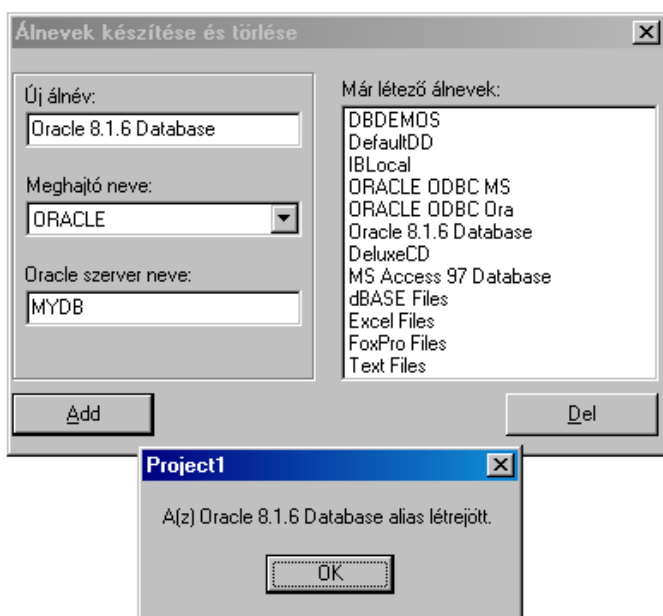 Álnevek készítése és törlése
Új álnév:
Oracle 8.1.6 Database
Meghajtó neve:
ORACLE
Oracle szerver neve:
MYDB
Már létező álnevek:
DBDEMOS
DefaultDD
IBLocal
ORACLE ODBC MS
ORACLE ODBC Ora
Oracle 8.1.6 Database
DeluxeCD
MS Access 97 Database
dBASE Files
Excel Files
FoxPro Files
Text Files
Add
Del
Project1
A(z) Oracle 8.1.6 Database alias létrejött.
OK